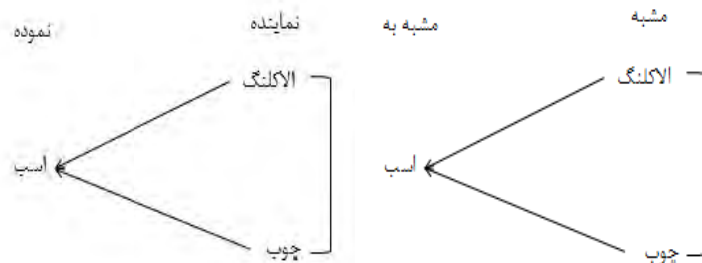 مشبه مشبه به نماینده نموده
الاکلنگ الاکلنگ
اسب اسب
چوب چوب